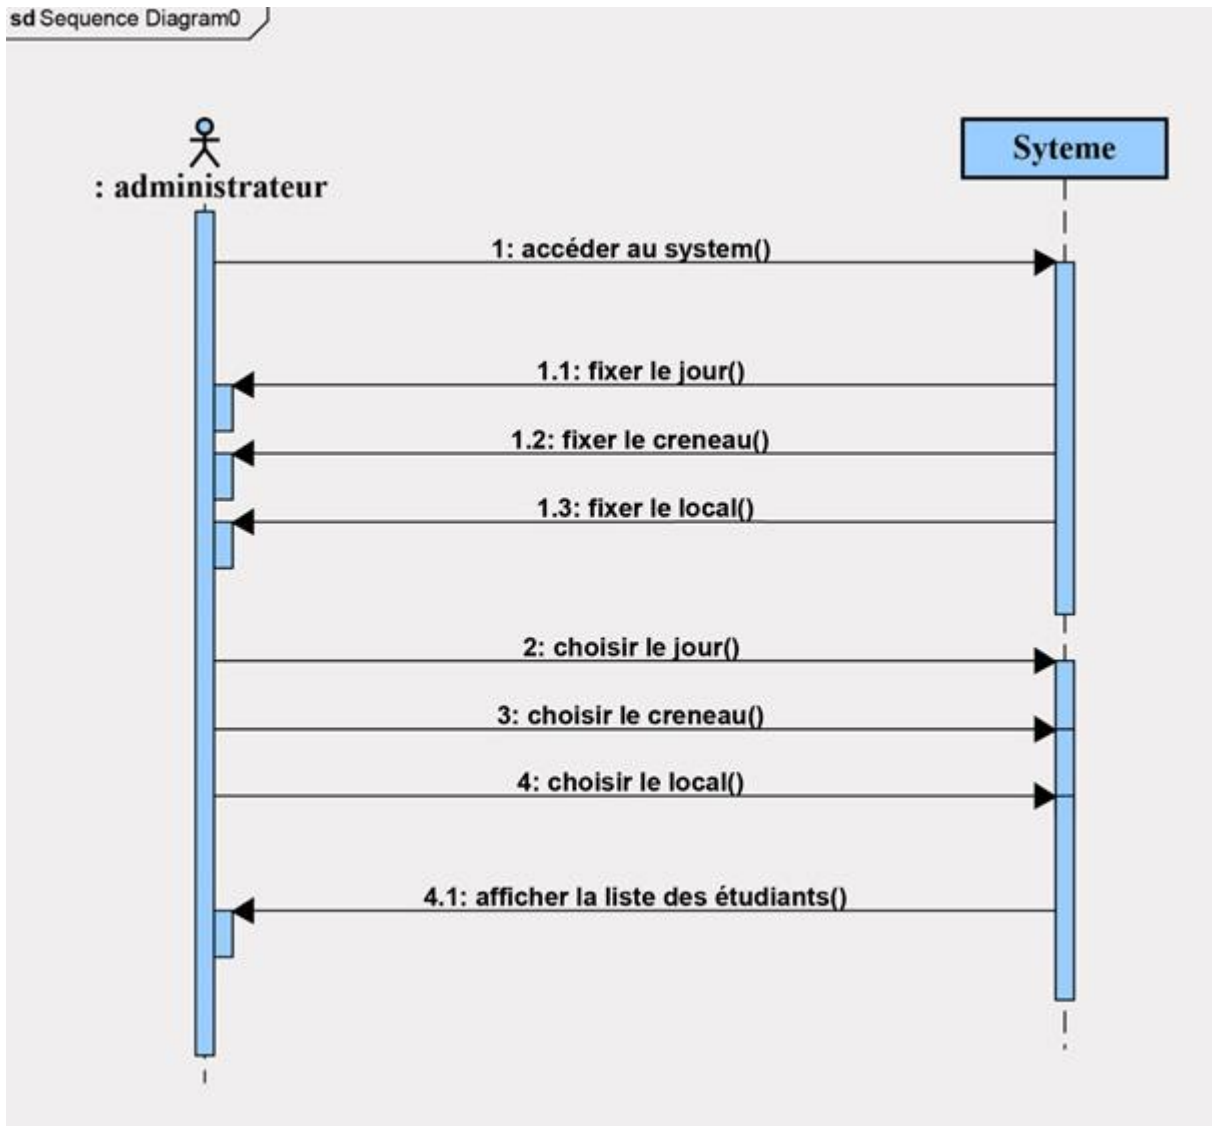 sd Sequence Diagram0
: administrateur
Syteme
1: accéder au system()
1.1: fixer le jour()
1.2: fixer le creneau()
1.3: fixer le local()
2: choisir le jour()
3: choisir le creneau()
4: choisir le local()
4.1: afficher la liste des étudiants()